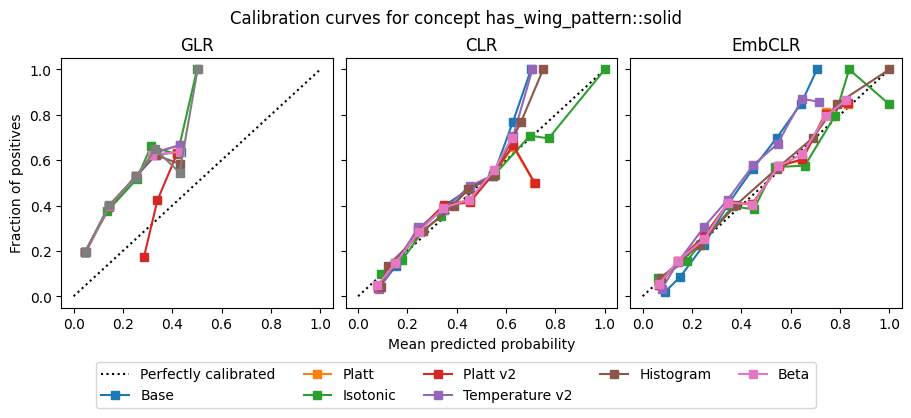 Calibration curves for concept has_wing_pattern::solid
GLR
CLR
EmbCLR
Fraction of positives
1.0
0.8
0.6
0.4
0.2
0.0
0.0 0.2 0.4 0.6 0.8 1.0
0.0 0.2 0.4 0.6 0.8 1.0
0.0 0.2 0.4 0.6 0.8 1.0
Mean predicted probability
Perfectly calibrated
Base
Platt
Isotonic
Platt v2
Temperature v2
Histogram
Beta